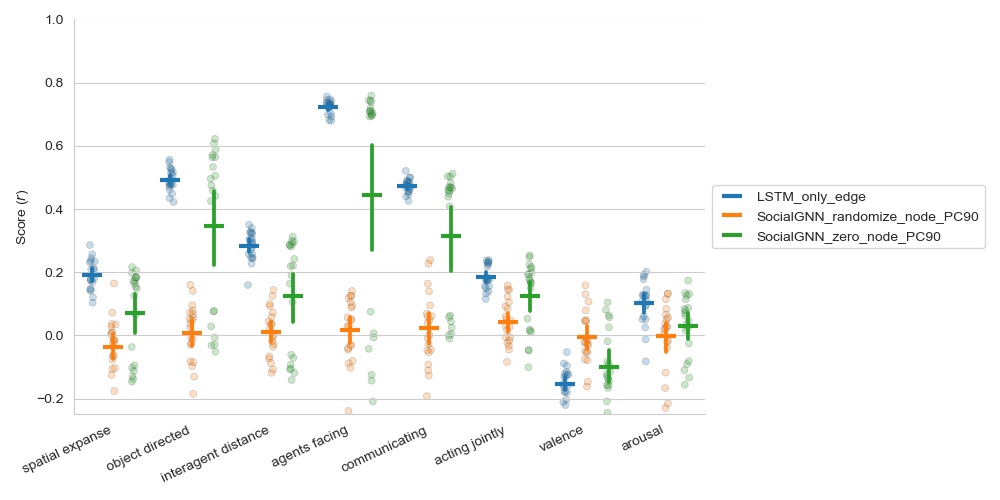 1.0
0.8
0.6
0.4
0.2
0.0
−0.2
Score (r)
spatial expanse
object directed
interagent distance
agents facing
communicating
acting jointly
valence
arousal
LSTM_only_edge
SocialGNN_randomize_node_PC90
SocialGNN_zero_node_PC90